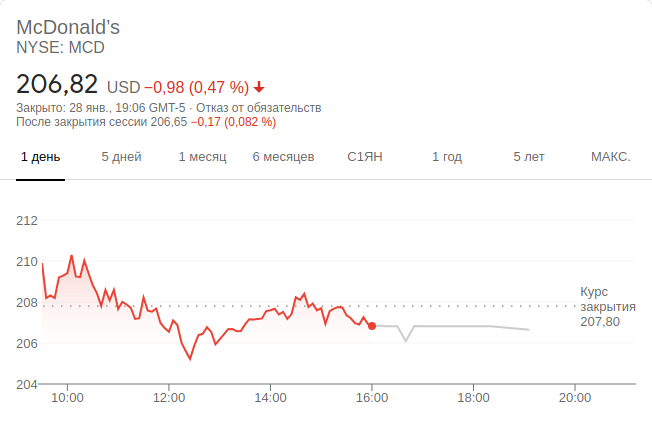 McDonald’s
NYSE: MCD
206,82 USD −0,98 (0,47 %)
Закрыто: 28 янв., 19:06 GMT-5 · Отказ от обязательств
После закрытия сессии 206,65 −0,17 (0,082 %)
1 день 5 дней 1 месяц 6 месяцев С1ЯН 1 год 5 лет МАКС.
212
210
208
206
204
Курс
закрытия
207,80
10:00 12:00 14:00 16:00 18:00 20:00